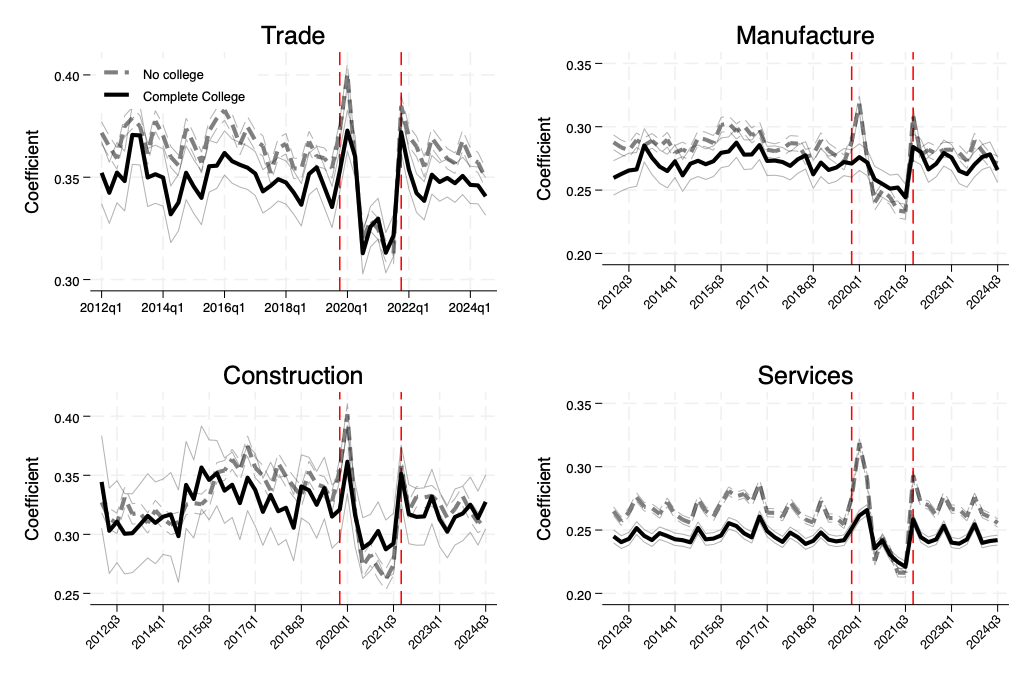 Trade
Coefficient
0.40
0.35
0.30
No college
Complete College
2012q1 2014q1 2016q1 2018q1 2020q1 2022q1 2024q1
Manufacture
Coefficient
0.35
0.30
0.25
0.20
2012q3 2014q1 2015q3 2017q1 2018q3 2020q1 2021q3 2023q1 2024q3
Construction
Coefficient
0.40
0.35
0.30
0.25
2012q3 2014q1 2015q3 2017q1 2018q3 2020q1 2021q3 2023q1 2024q3
Services
Coefficient
0.35
0.30
0.25
0.20
2012q3 2014q1 2015q3 2017q1 2018q3 2020q1 2021q3 2023q1 2024q3